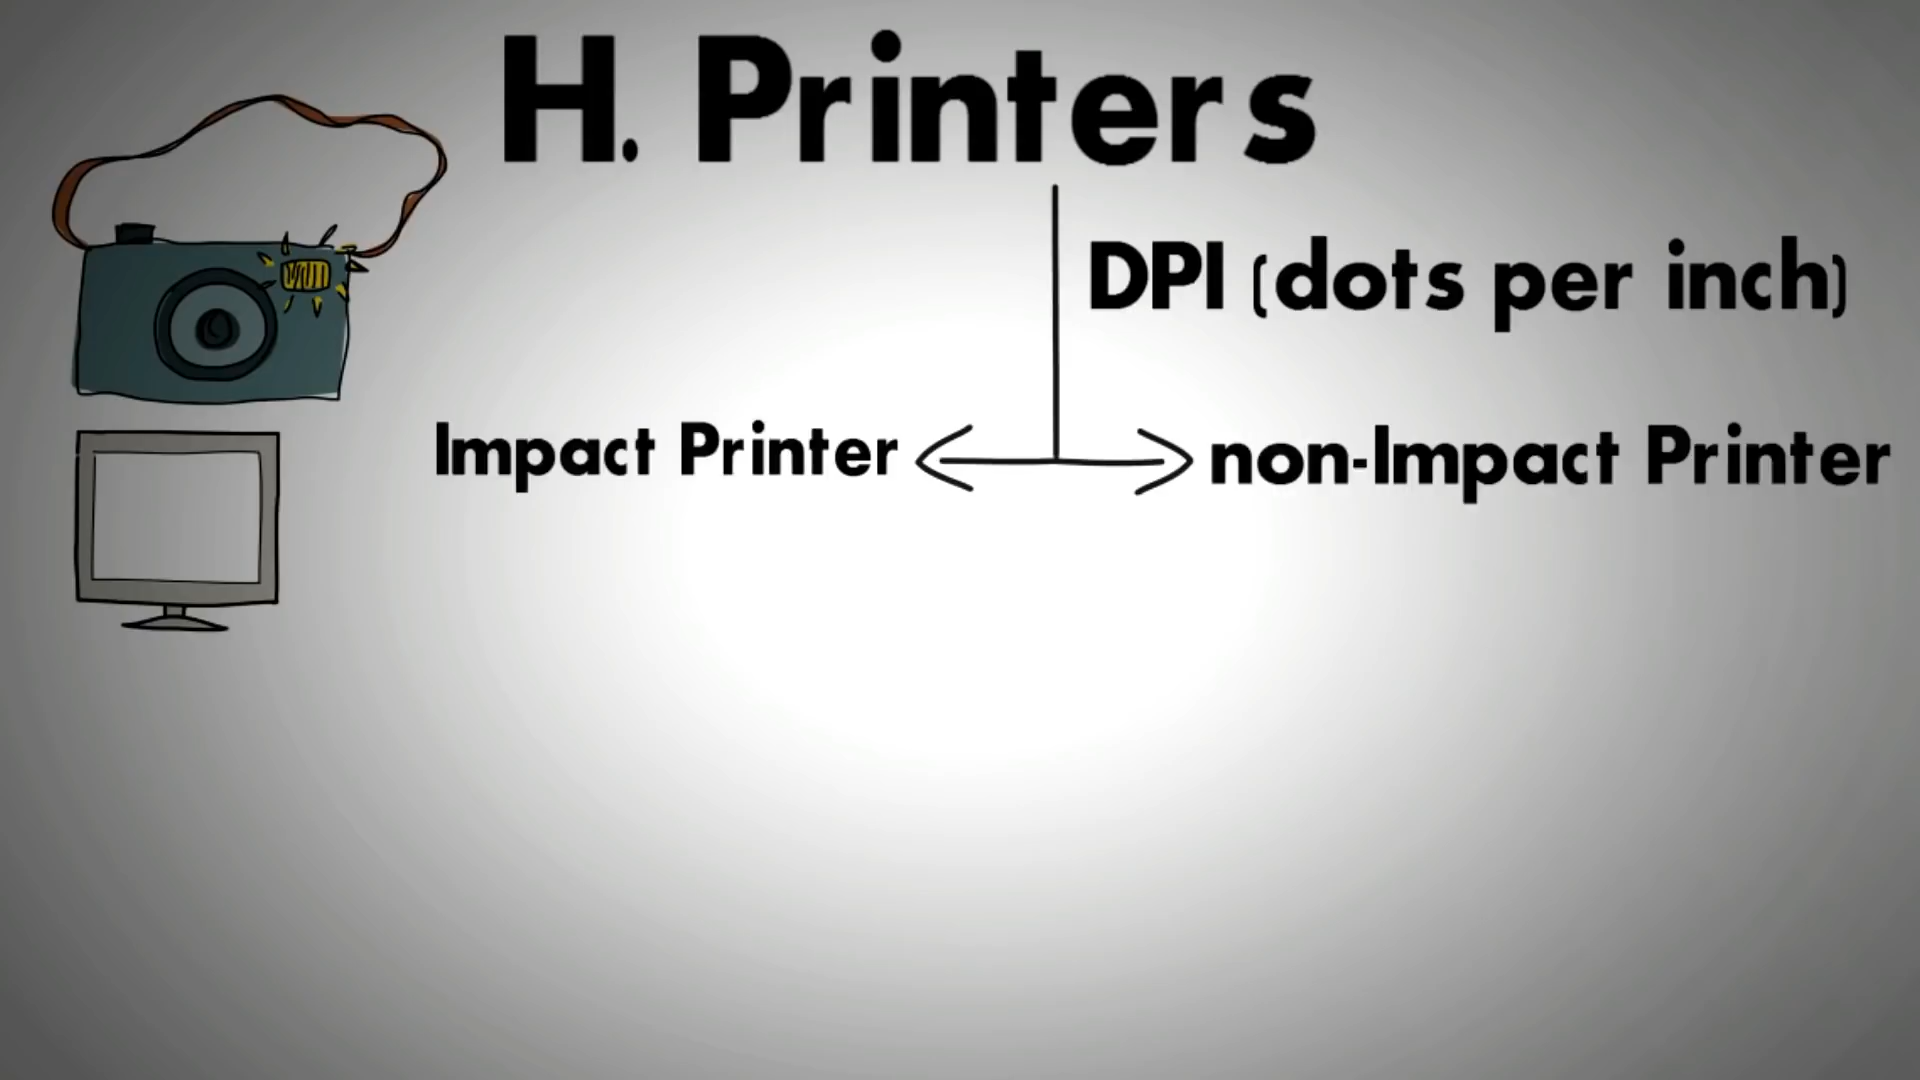 H. Printers
DPI (dots per inch)
Impact Printer
non-Impact Printer